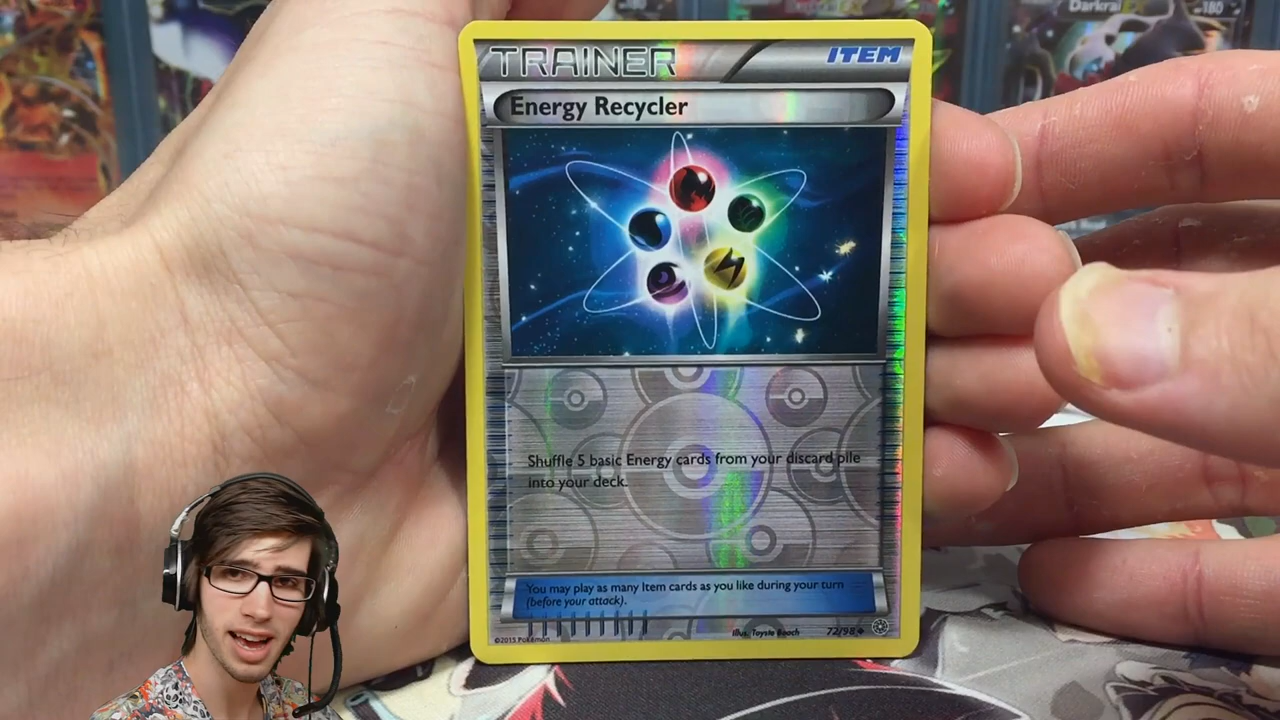 Darkrai EX 180
TRAINER ITEM
Energy Recycler
Shuffle 5 basic Energy cards from your discard pile
into your deck.
You may play as many Item cards as you like during your turn
(before your attack).
©2015 Pokémon Illus. Toyste Beach 72/98